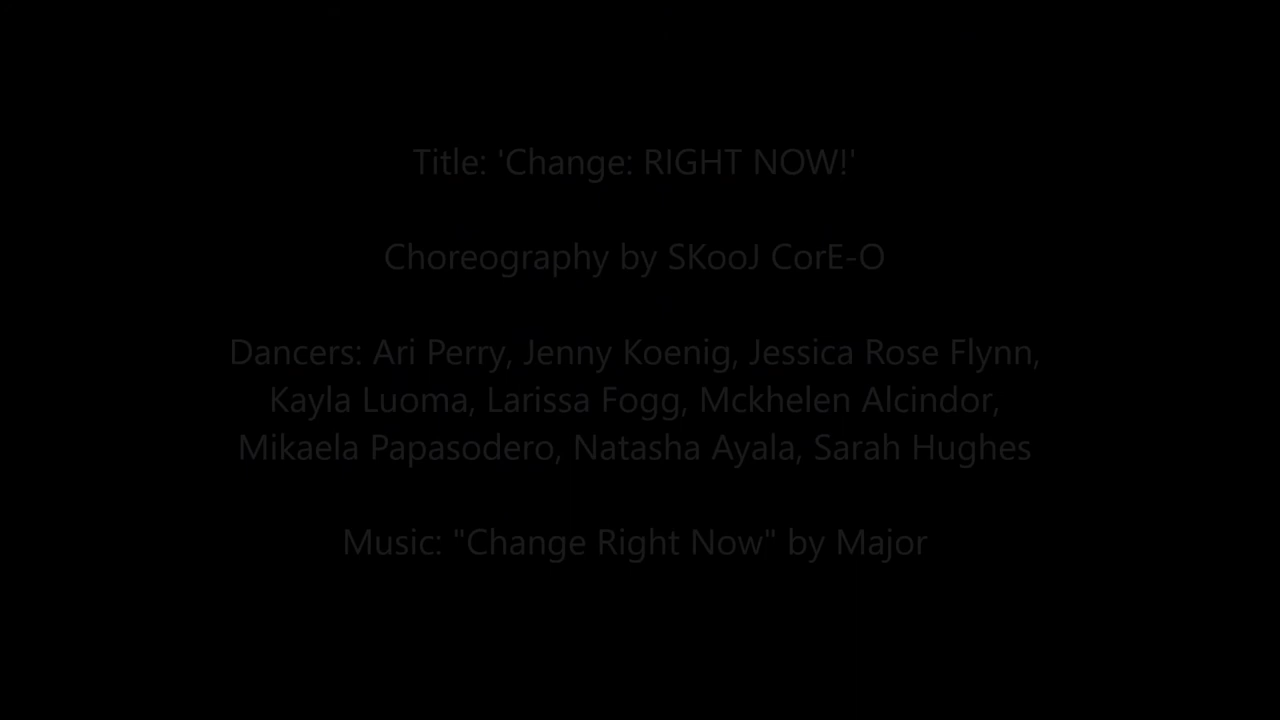 Title: 'Change: RIGHT NOW!'
Choreography by SKooJ CorE-O
Dancers: Ari Perry, Jenny Koenig, Jessica Rose Flynn,
Kayla Luoma, Larissa Fogg, Mckhelen Alcindor,
Mikaela Papasodero, Natasha Ayala, Sarah Hughes
Music: "Change Right Now" by Major